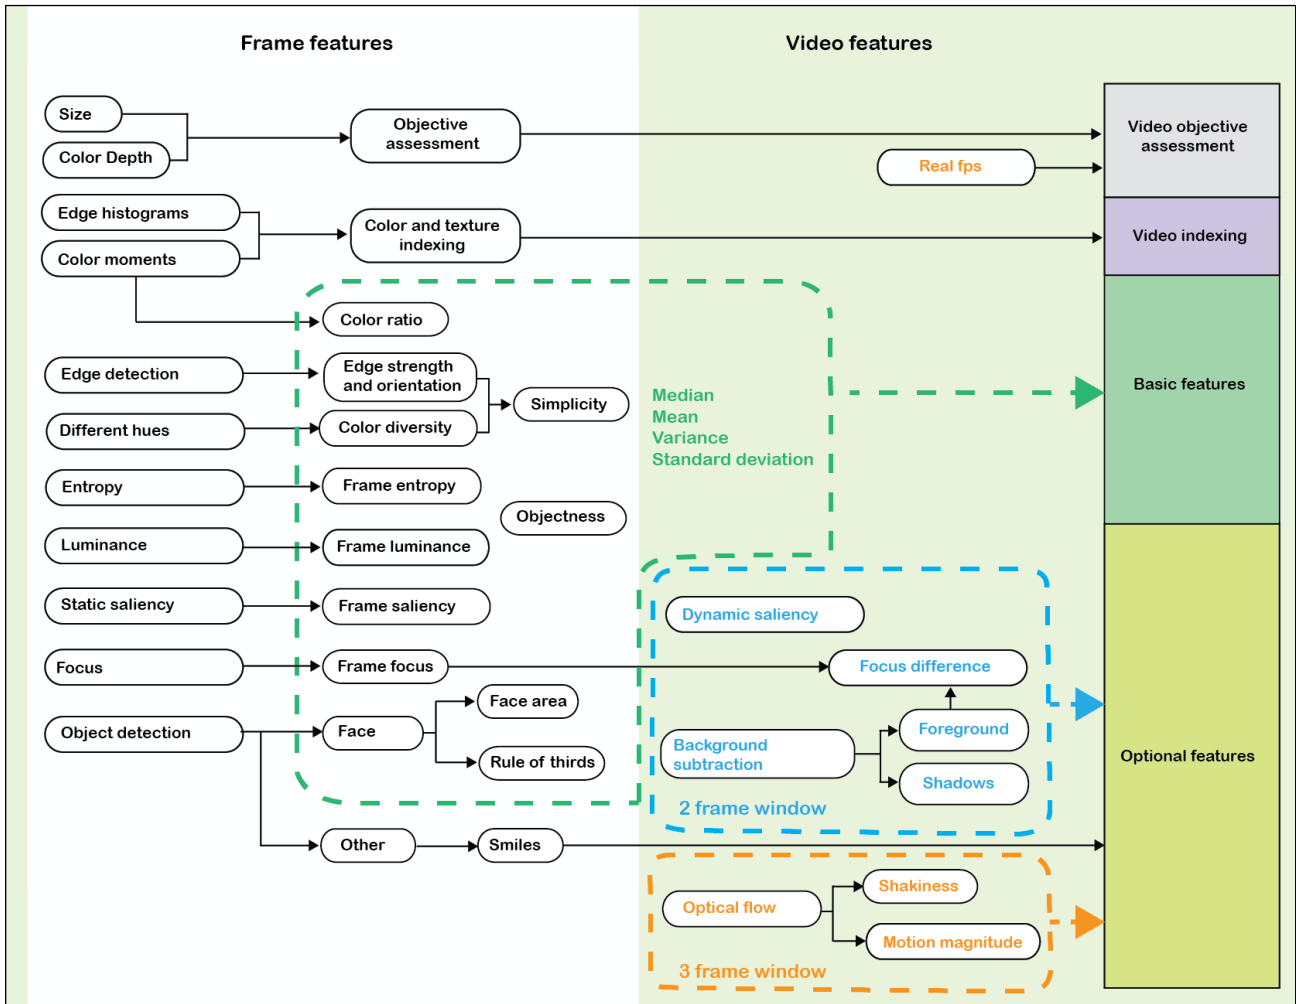 Frame features
Video features
Size
Color Depth
Objective
assessment
Real fps
Video objective
assessment
Edge histograms
Color moments
Color and texture
indexing
Video indexing
Color ratio
Edge detection
Edge strength
and orientation
Simplicity
Different hues
Color diversity
Median
Mean
Variance
Standard deviation
Basic features
Entropy
Frame entropy
Objectness
Luminance
Frame luminance
Static saliency
Frame saliency
Dynamic saliency
Focus
Frame focus
Focus difference
Object detection
Face
Face area
Rule of thirds
Background
subtraction
Foreground
Shadows
2 frame window
Optional features
Other
Smiles
Optical flow
Shakiness
Motion magnitude
3 frame window